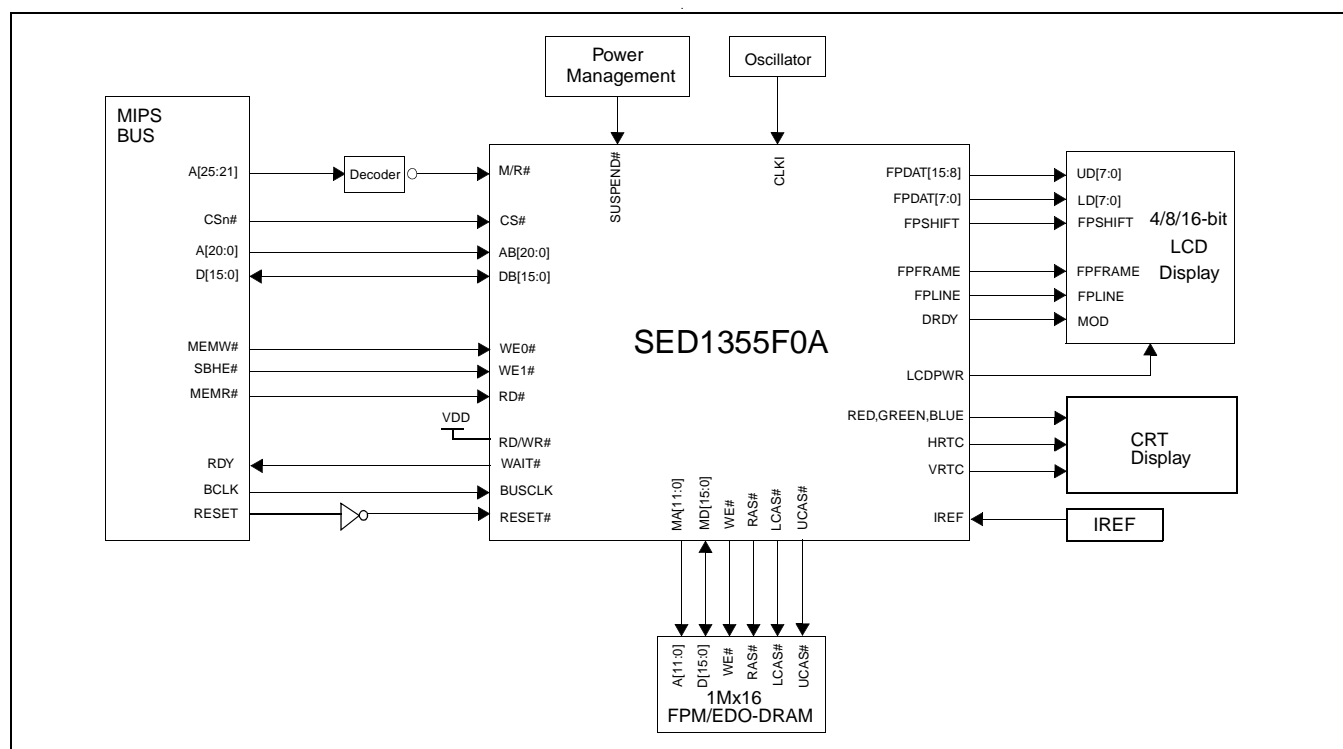 Power
Management
Oscillator
MIPS
BUS
A[25:21]
CSn#
A[20:0]
D[15:0]
MEMW#
SBHE#
MEMR#
RDY
BCLK
RESET
Decoder
VDD
M/R#
CS#
AB[20:0]
DB[15:0]
WE0#
WE1#
RD#
RD/WR#
WAIT#
BUSCLK
RESET#
SUSPEND#
CLKI
SED1355F0A
FPDAT[15:8]
FPDAT[7:0]
FPSHIFT
FPFRAME
FPLINE
DRDY
LCDPWR
RED,GREEN,BLUE
HRTC
VRTC
IREF
UD[7:0]
LD[7:0]
FPSHIFT
FPFRAME
FPLINE
MOD
4/8/16-bit
LCD
Display
CRT
Display
IREF
MA[11:0]
MD[15:0]
WE#
RAS#
LCAS#
UCAS#
A[11:0]
D[15:0]
WE#
RAS#
LCAS#
UCAS#
1Mx16
FPM/EDO-DRAM